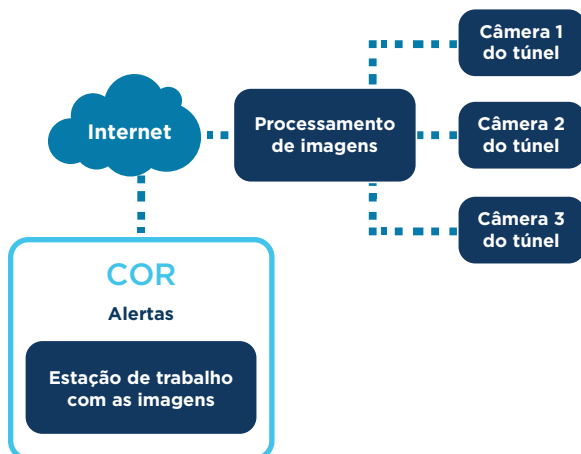 Câmera 1
do túnel
Internet
Processamento
de imagens
Câmera 2
do túnel
Câmera 3
do túnel
COR
Alertas
Estação de trabalho
com as imagens